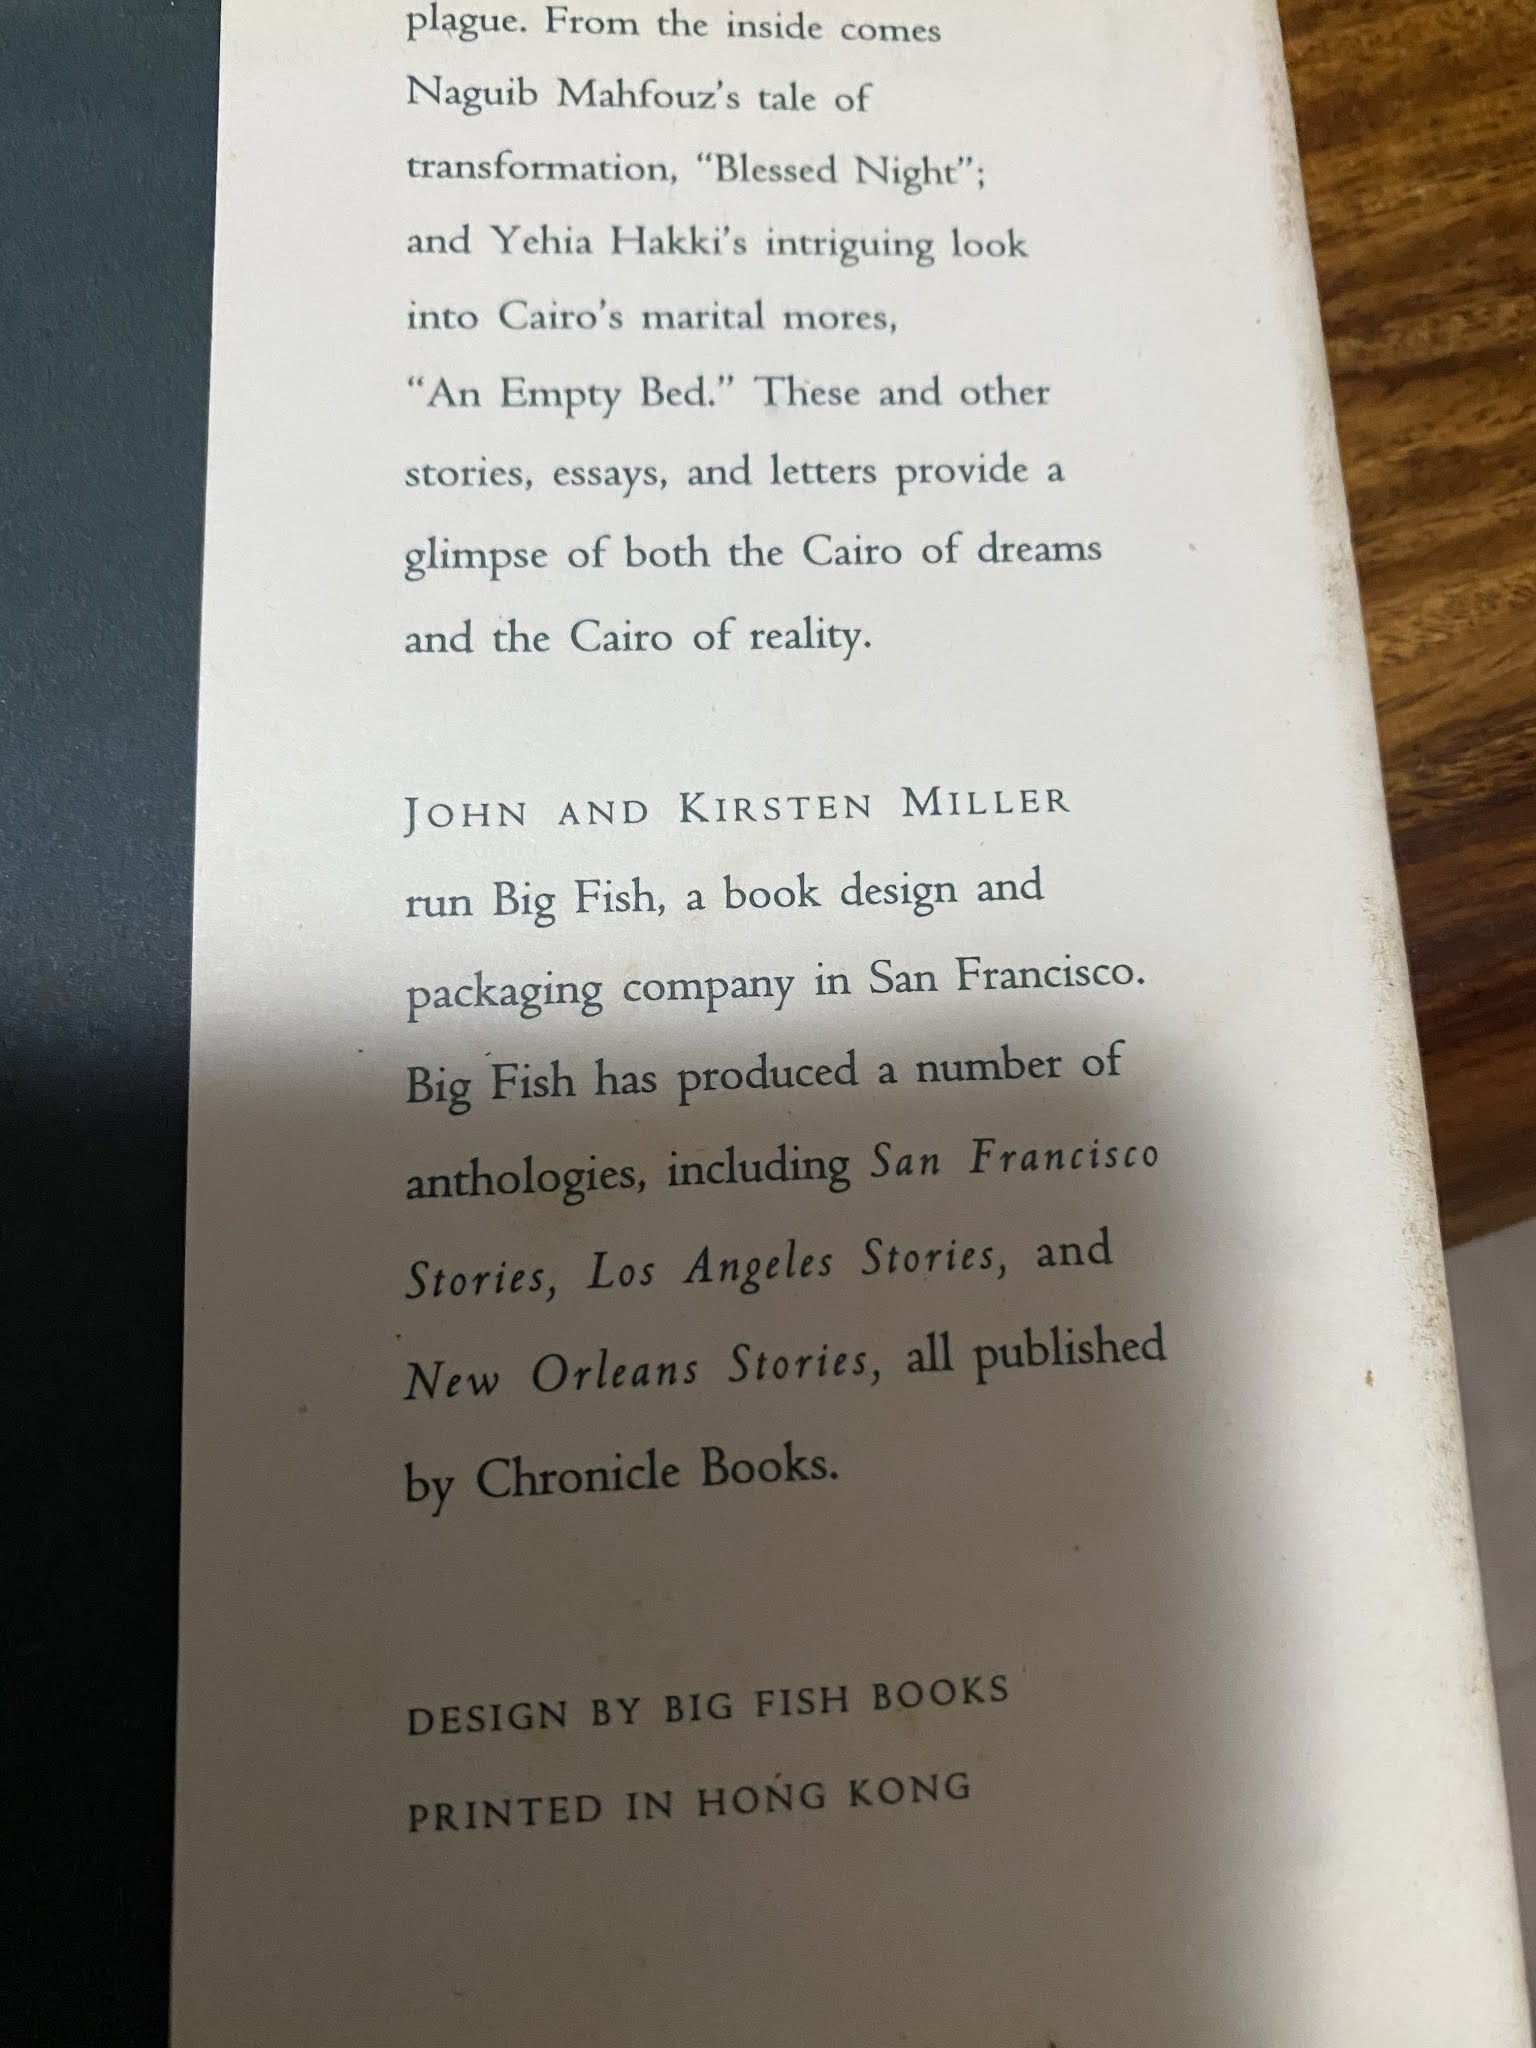 plague. From the inside comes
Naguib Mahfouz's tale of
transformation, “Blessed Night”;
and Yehia Hakki's intriguing look
into Cairo's marital mores,
“An Empty Bed.” These and other
stories, essays, and letters provide a
glimpse of both the Cairo of dreams
and the Cairo of reality.
JOHN AND KIRSTEN MILLER
run Big Fish, a book design and
packaging company in San Francisco.
Big Fish has produced a number of
anthologies, including San Francisco
Stories, Los Angeles Stories, and
New Orleans Stories, all published
by Chronicle Books.
DESIGN BY BIG FISH BOOKS
PRINTED IN HONG KONG